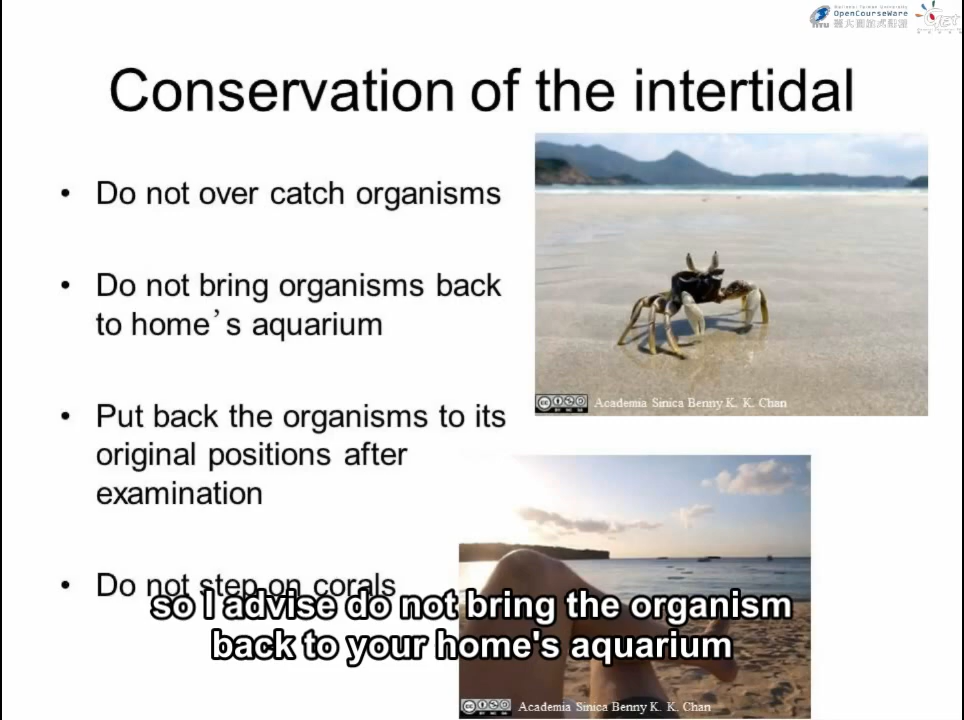 OpenCourseWare
Conservation of the intertidal
• Do not over catch organisms
• Do not bring organisms back
to home's aquarium
• Put back the organisms to its
original positions after
examination
• Do not step on corals
Academia Sinica Benny K. K. Chan
so I advise do not bring the organism
back to your home's aquarium
Academia Sinica Benny K. K. Chan